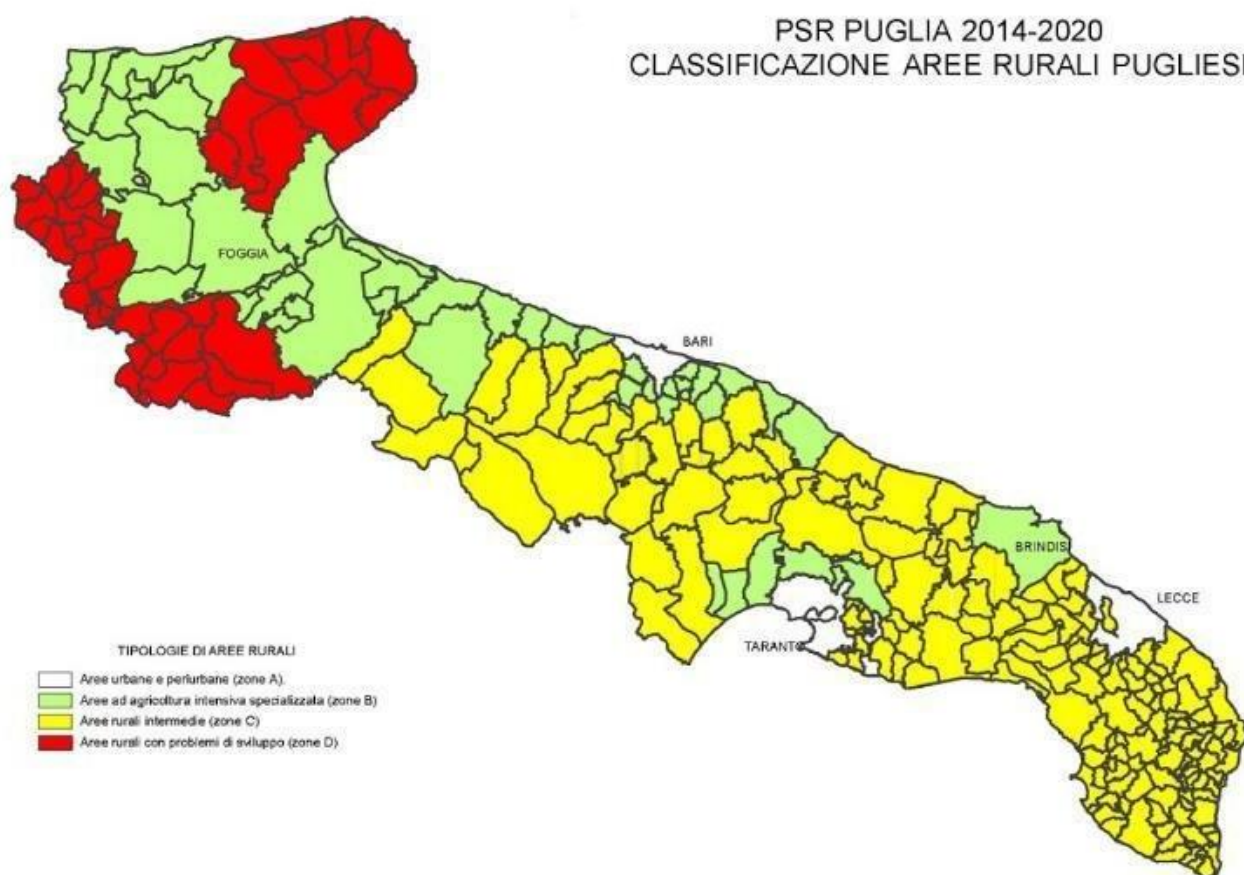 PSR PUGLIA 2014-2020
CLASSIFICAZIONE AREE RURALI PUGLIESI
FOGGIA
BARI
BRINDISI
LECCE
TARANTO
TIPOLOGIE DI AREE RURALI
Aree urbane e periurbane (zone A).
Aree ad agricoltura intensiva specializzata (zone B)
Aree rurali intermedie (zone C)
Aree rurali con problemi di sviluppo (zone D)